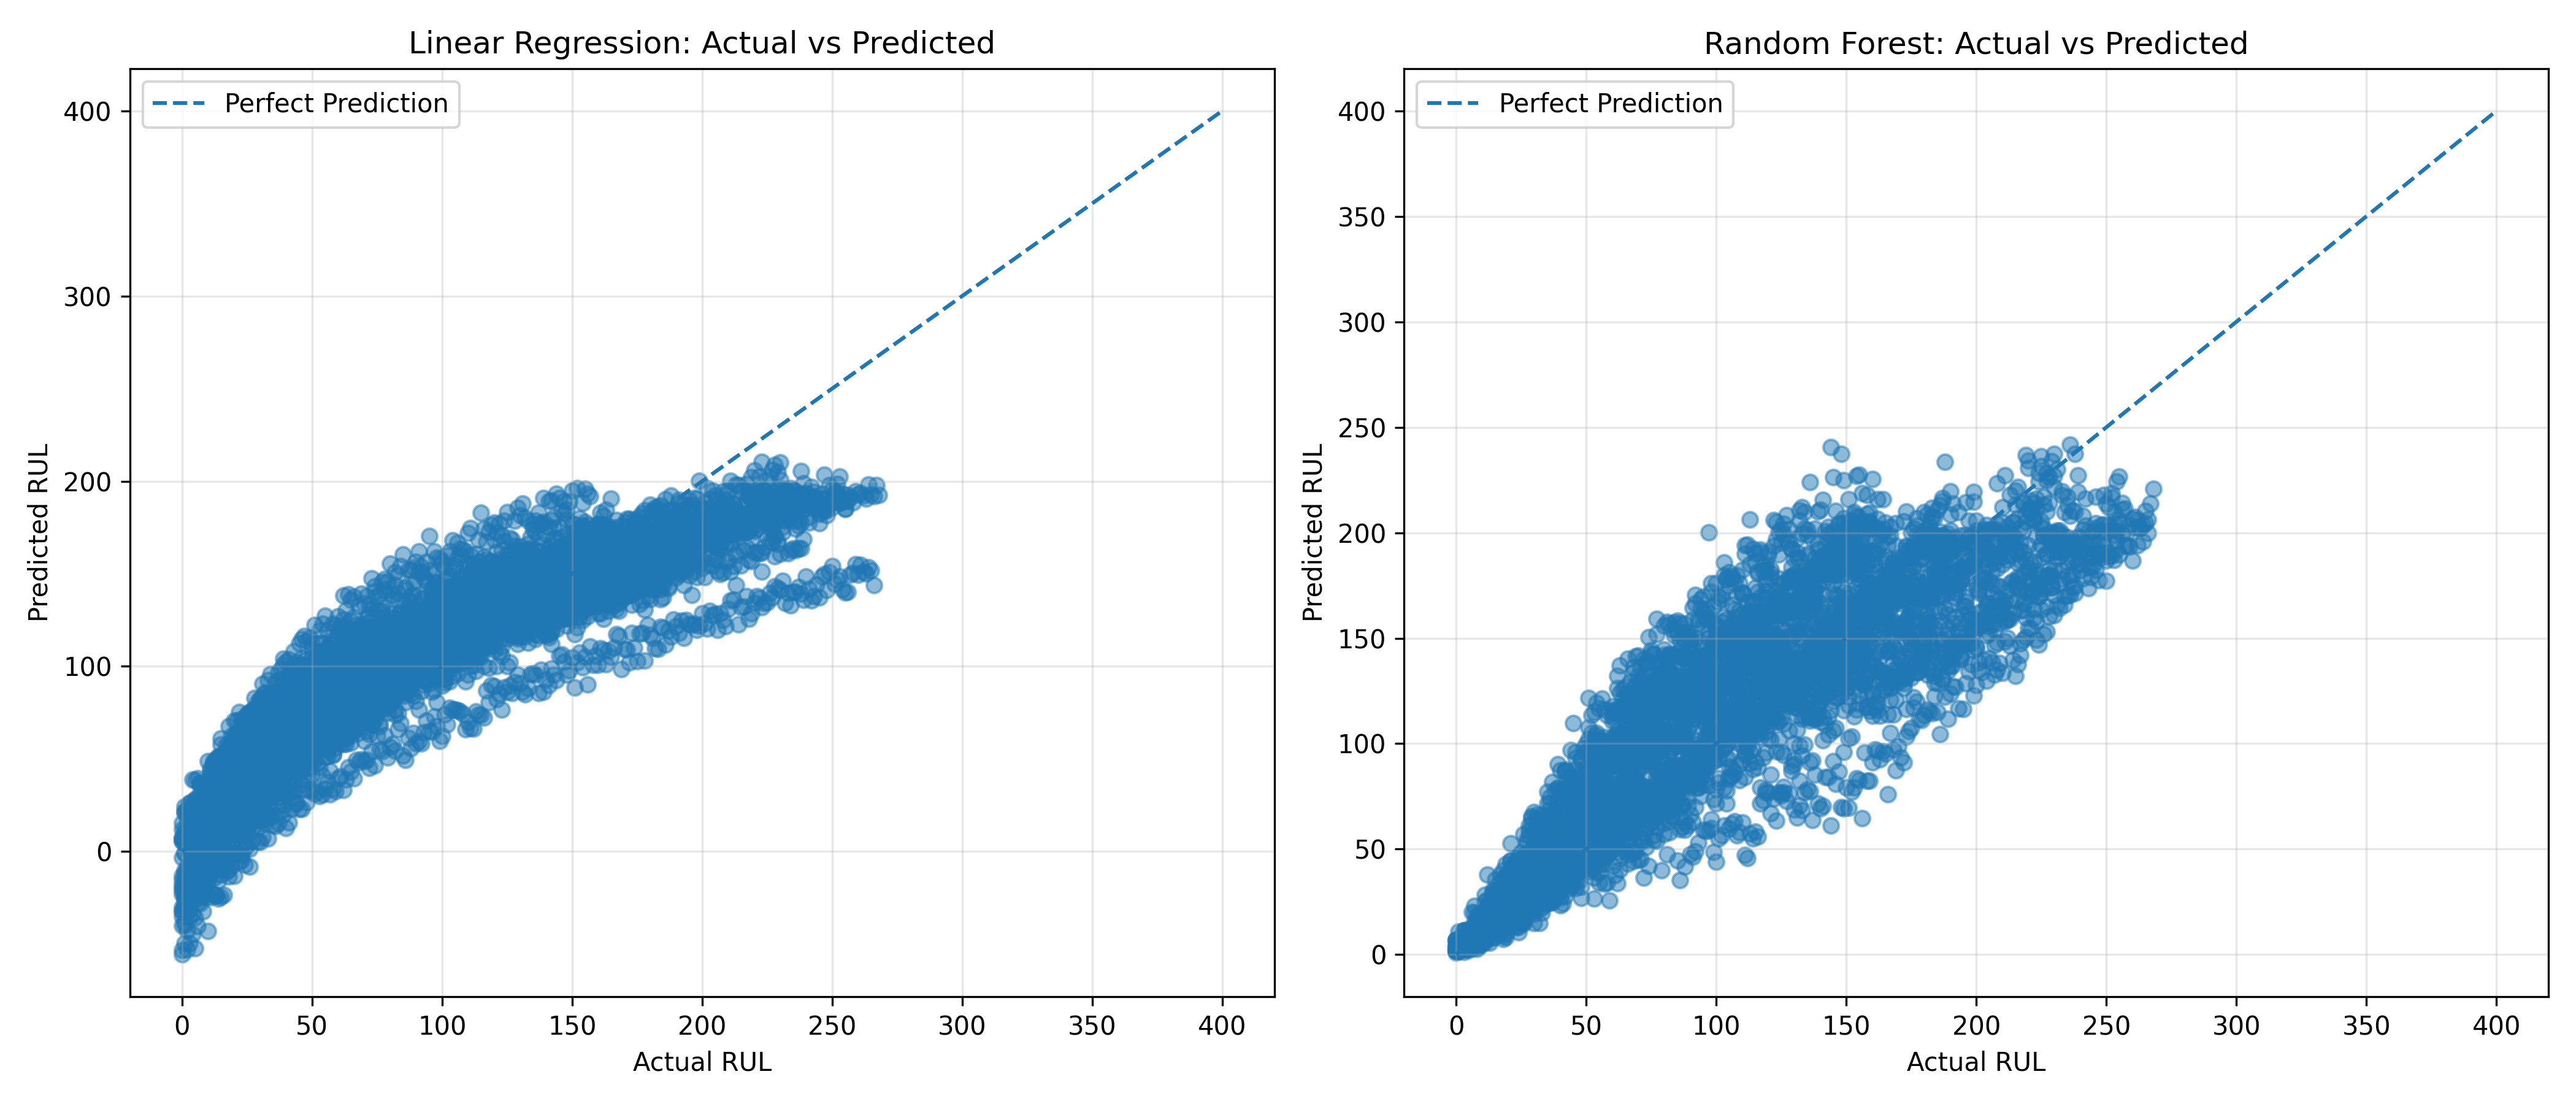 Linear Regression: Actual vs Predicted
Perfect Prediction
400
300
200
100
0
Predicted RUL
0 50 100 150 200 250 300 350 400
Actual RUL
Random Forest: Actual vs Predicted
Perfect Prediction
400
350
300
250
200
150
100
50
0
Predicted RUL
0 50 100 150 200 250 300 350 400
Actual RUL